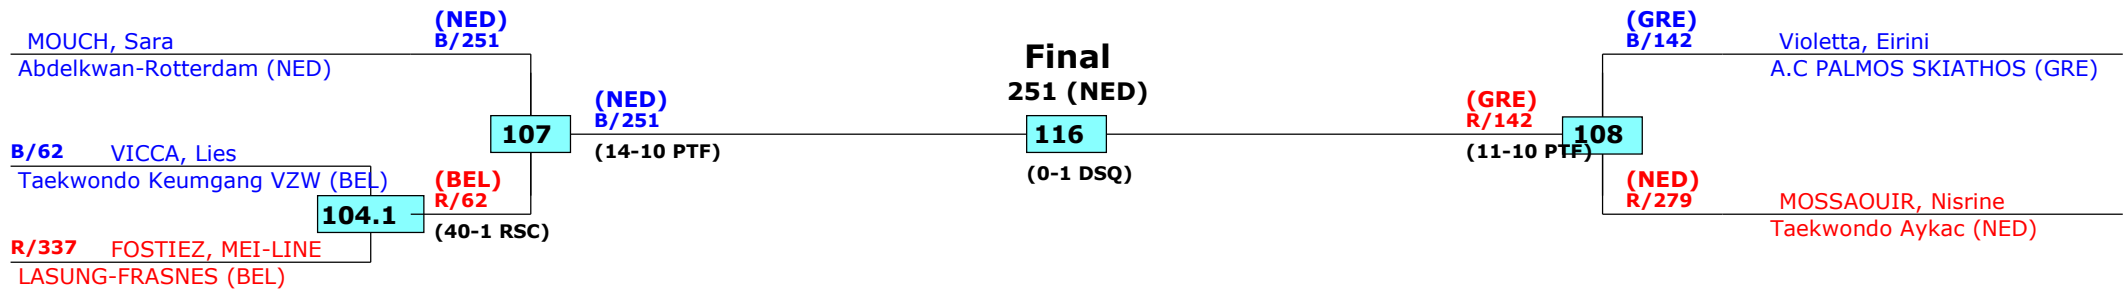 MOUCH, Sara
Abdelkwan-Rotterdam (NED)
(NED)
B/251
B/62 VICCA, Lies
Taekwondo Keumgang VZW (BEL)
R/337 FOSTIEZ, MEI-LINE
LASUNG-FRASNES (BEL)
104.1
(BEL)
R/62
(40-1 RSC)
107
(NED)
B/251
(14-10 PTF)
Final
251 (NED)
116
(0-1 DSQ)
(GRE)
R/142
(11-10 PTF)
108
(GRE)
B/142
Violetta, Eirini
A.C PALMOS SKIATHOS (GRE)
(NED)
R/279
MOSSAOUIR, Nisrine
Taekwondo Aykac (NED)